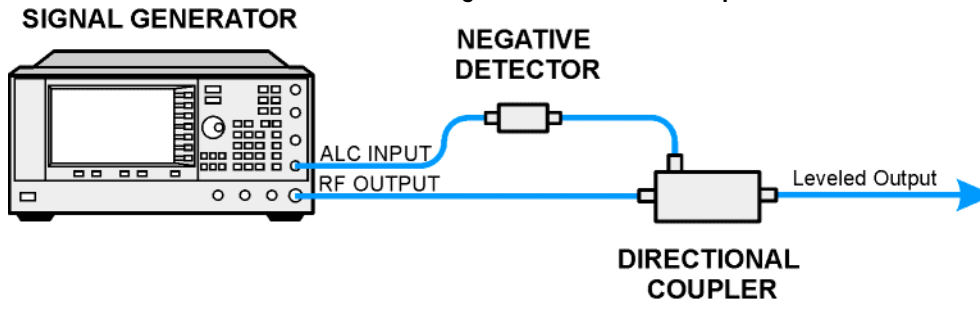 SIGNAL GENERATOR
NEGATIVE
DETECTOR
ALC INPUT
RF OUTPUT
Leveled Output
DIRECTIONAL
COUPLER